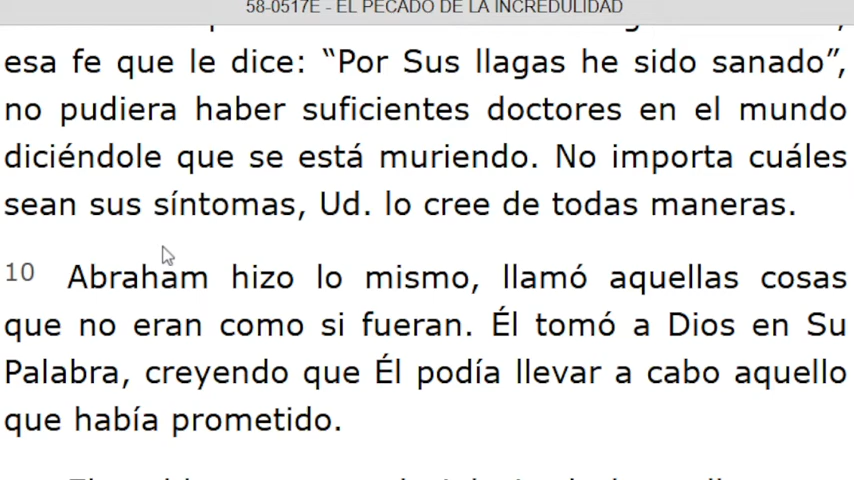 58-0517E - EL PECADO DE LA INCREDULIDAD
esa fe que le dice: “Por Sus llagas he sido sanado”,
no pudiera haber suficientes doctores en el mundo
diciéndole que se está muriendo. No importa cuáles
sean sus síntomas, Ud. lo cree de todas maneras.
10 Abraham hizo lo mismo, llamó aquellas cosas
que no eran como si fueran. Él tomó a Dios en Su
Palabra, creyendo que Él podía llevar a cabo aquello
que había prometido.